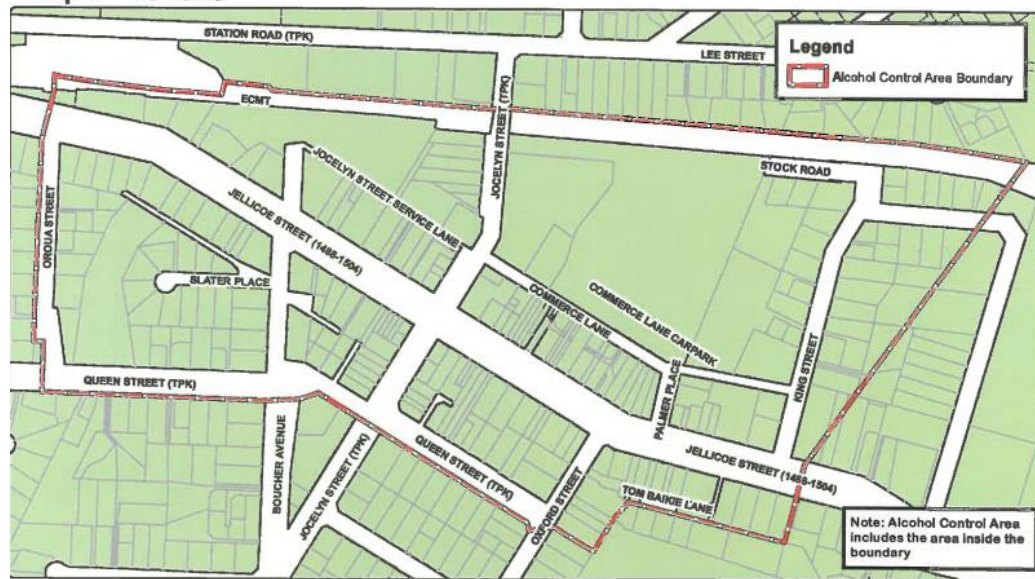 STATION ROAD (TPK)
LEE STREET
Legend
Alcohol Control Area Boundary
ECMT
JOCELYN STREET (TPK)
STOCK ROAD
JOCELYN STREET SERVICE LANE
OROUA STREET
JELLICOE STREET (1488-1504)
SLATER PLACE
COMMERCE LANE
COMMERCE LANE CARPARK
PALMER PLACE
KING STREET
QUEEN STREET (TPK)
BOUCHER AVENUE
JOCELYN STREET (TPK)
QUEEN STREET (TPK)
OXFORD STREET
JELLICOE STREET (1488-1504)
TOM BAIKIE LANE
Note: Alcohol Control Area
includes the area inside the
boundary